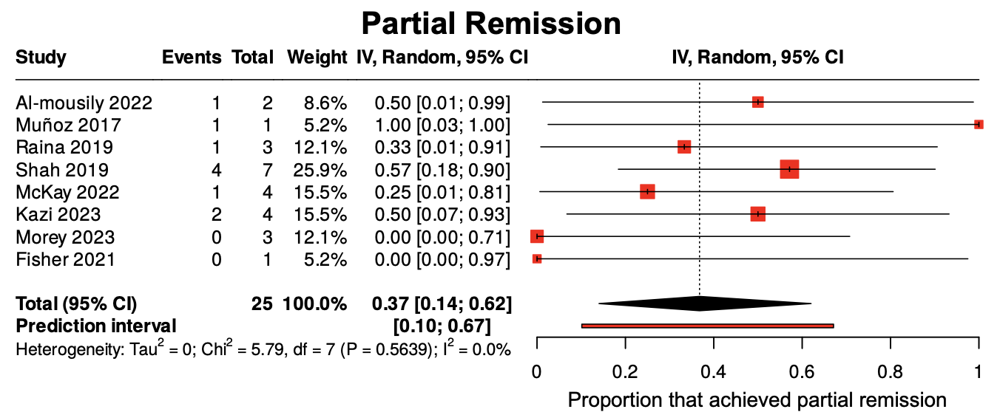 Partial Remission
Study Events Total Weight IV, Random, 95% CI IV, Random, 95% CI
Al-mousily 2022 1 2 8.6% 0.50 [0.01; 0.99]
Muñoz 2017 1 1 5.2% 1.00 [0.03; 1.00]
Raina 2019 1 3 12.1% 0.33 [0.01; 0.91]
Shah 2019 4 7 25.9% 0.57 [0.18; 0.90]
McKay 2022 1 4 15.5% 0.25 [0.01; 0.81]
Kazi 2023 2 4 15.5% 0.50 [0.07; 0.93]
Morey 2023 0 3 12.1% 0.00 [0.00; 0.71]
Fisher 2021 0 1 5.2% 0.00 [0.00; 0.97]
Total (95% CI) 25 100.0% 0.37 [0.14; 0.62]
Prediction interval [0.10; 0.67]
Heterogeneity: Tau² = 0; Chi² = 5.79, df = 7 (P = 0.5639); I² = 0.0%
0 0.2 0.4 0.6 0.8 1
Proportion that achieved partial remission